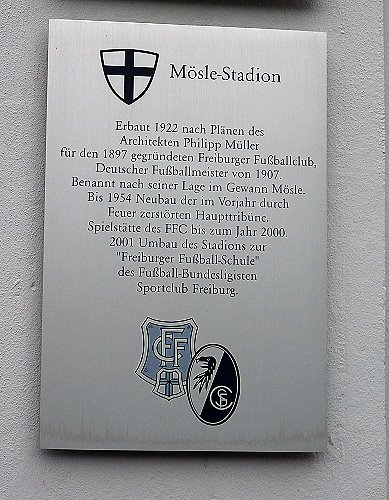 Mösle-Stadion
Erbaut 1922 nach Plänen des
Architekten Philipp Müller
für den 1897 gegründeten Freiburger Fußballclub,
Deutscher Fußballmeister von 1907.
Benannt nach seiner Lage im Gewann Mösle.
Bis 1954 Neubau der im Vorjahr durch
Feuer zerstörten Haupttribüne.
Spielstätte des FFC bis zum Jahr 2000.
2001 Umbau des Stadions zur
"Freiburger Fußball-Schule"
des Fußball-Bundesligisten
Sportclub Freiburg.
FFC
SC